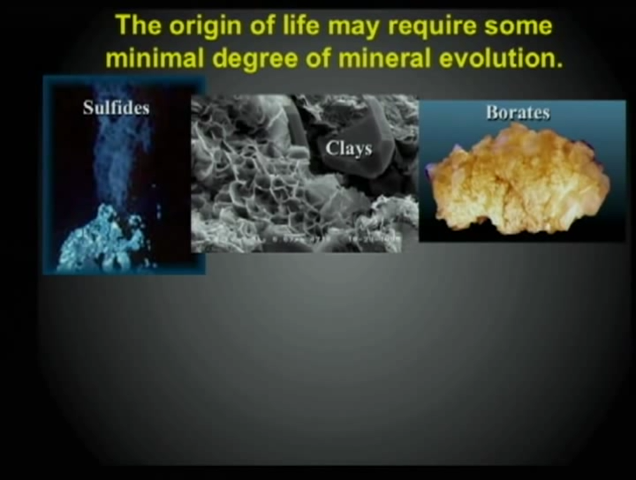 The origin of life may require some
minimal degree of mineral evolution.
Sulfides
Clays
Borates